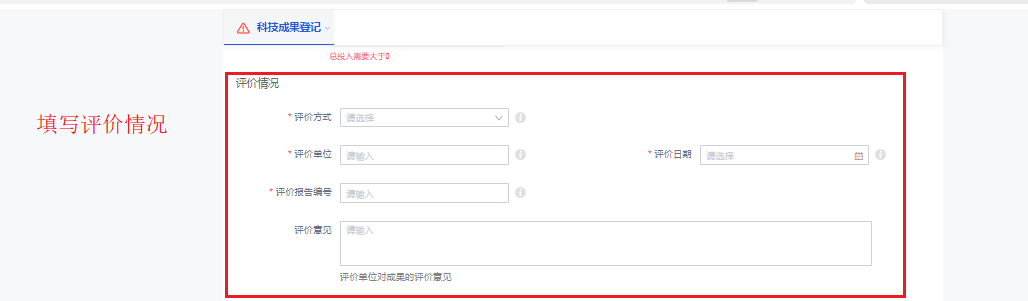 科技成果登记
总投入需要大于0
评价情况
填写评价情况
* 评价方式 请选择
* 评价单位 请输入 * 评价日期 请选择
* 评价报告编号 请输入
评价意见 请输入
评价单位对成果的评价意见